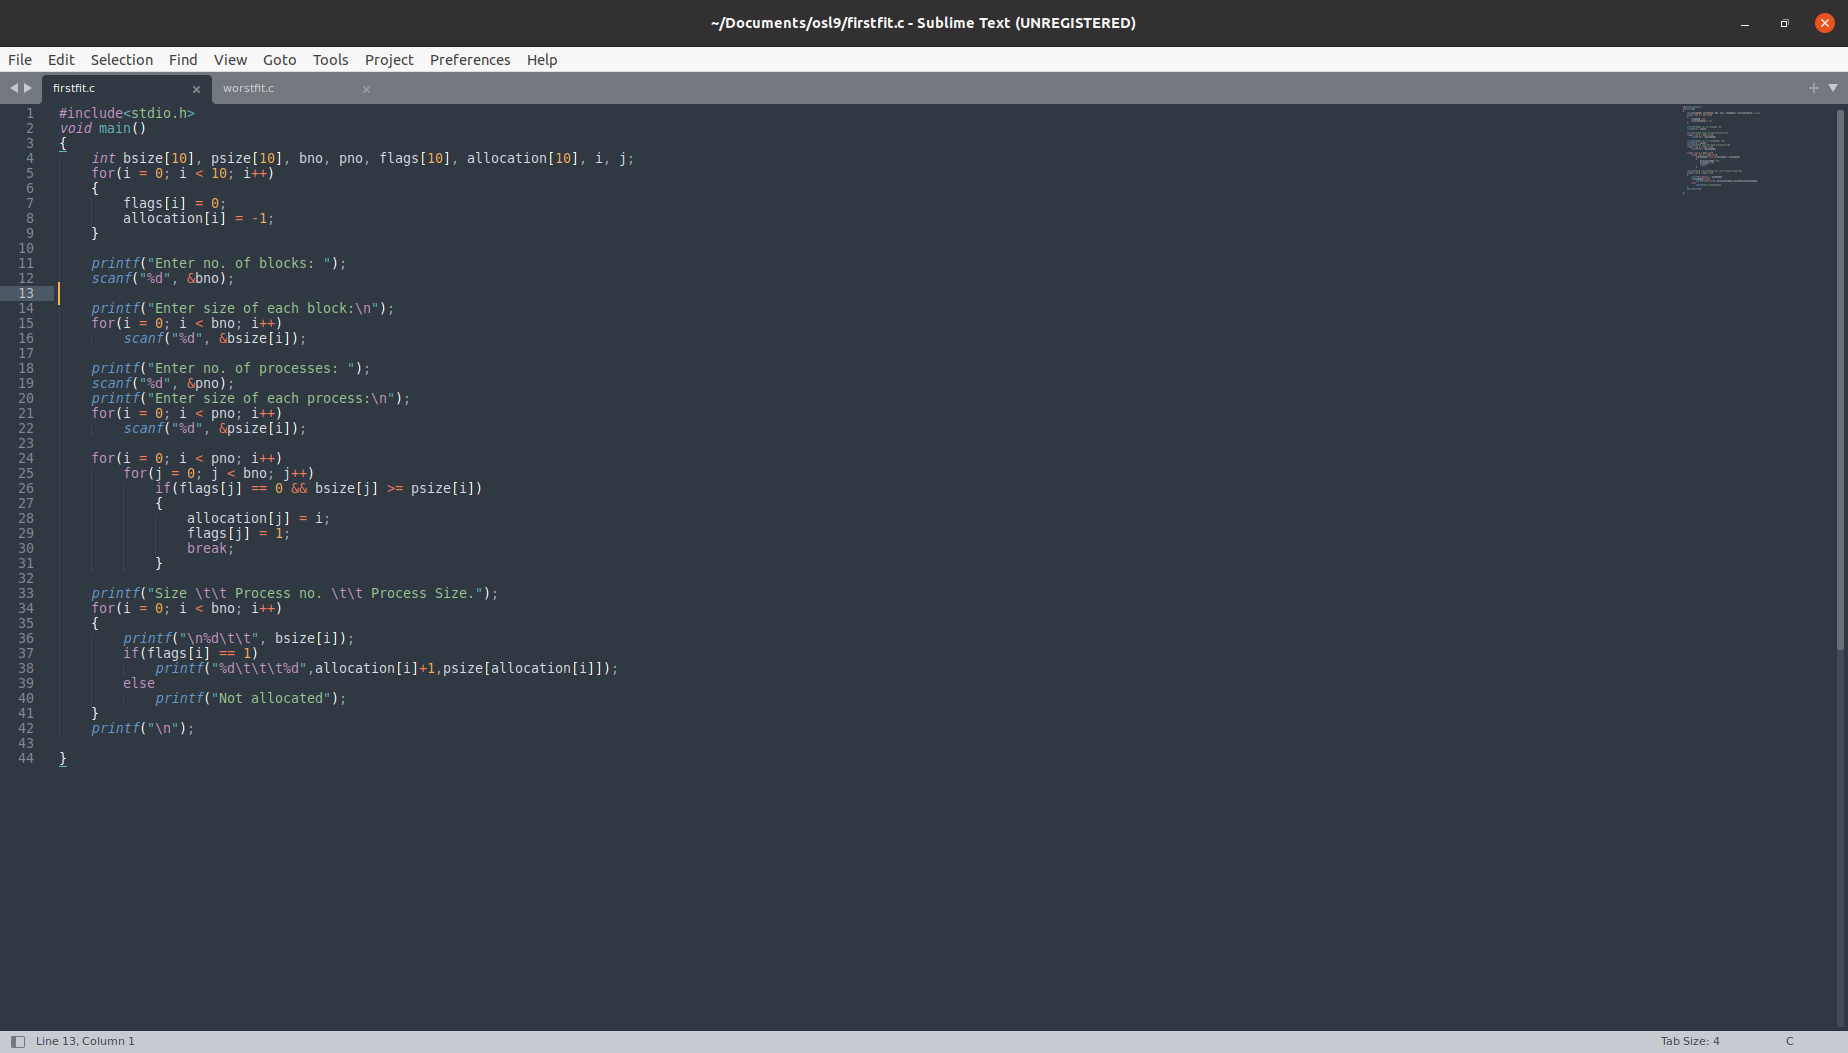 ~/Documents/osl9/firstfit.c - Sublime Text (UNREGISTERED)
File Edit Selection Find View Goto Tools Project Preferences Help
firstfit.c worstfit.c
1 #include<stdio.h>
2 void main()
3 {
4     int bsize[10], psize[10], bno, pno, flags[10], allocation[10], i, j;
5     for(i = 0; i < 10; i++)
6     {
7         flags[i] = 0;
8         allocation[i] = -1;
9     }
10
11     printf("Enter no. of blocks: ");
12     scanf("%d", &bno);
13
14     printf("Enter size of each block:\n");
15     for(i = 0; i < bno; i++)
16         scanf("%d", &bsize[i]);
17
18     printf("Enter no. of processes: ");
19     scanf("%d", &pno);
20     printf("Enter size of each process:\n");
21     for(i = 0; i < pno; i++)
22         scanf("%d", &psize[i]);
23
24     for(i = 0; i < pno; i++)
25         for(j = 0; j < bno; j++)
26             if(flags[j] == 0 && bsize[j] >= psize[i])
27             {
28                 allocation[j] = i;
29                 flags[j] = 1;
30                 break;
31             }
32
33     printf("Size \t\t Process no. \t\t Process Size.");
34     for(i = 0; i < bno; i++)
35     {
36         printf("\n%d\t\t", bsize[i]);
37         if(flags[i] == 1)
38             printf("%d\t\t\t%d",allocation[i]+1,psize[allocation[i]]);
39         else
40             printf("Not allocated");
41     }
42     printf("\n");
43
44 }
Line 13, Column 1 Tab Size: 4 C